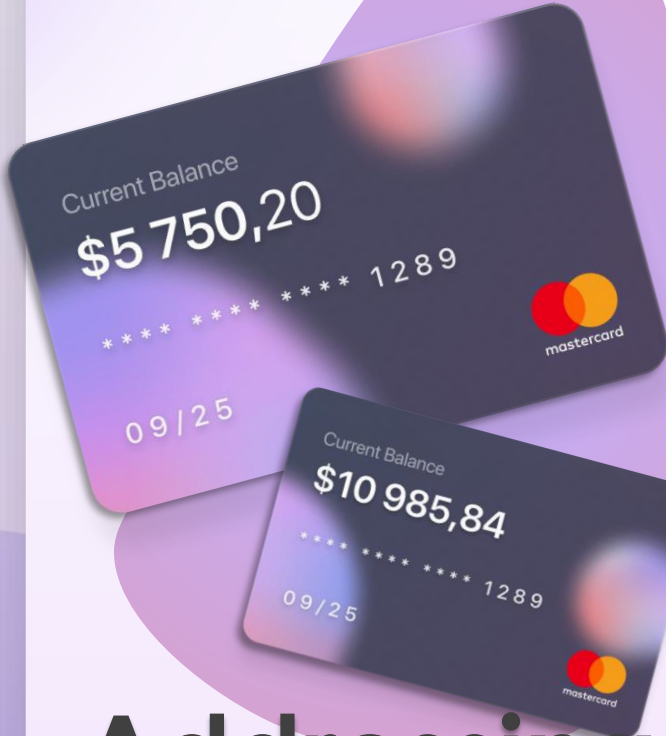 Current Balance
$5 750,20
**** **** **** 1289
09/25
mastercard
Current Balance
$10 985,84
**** **** **** 1289
09/25
mastercard